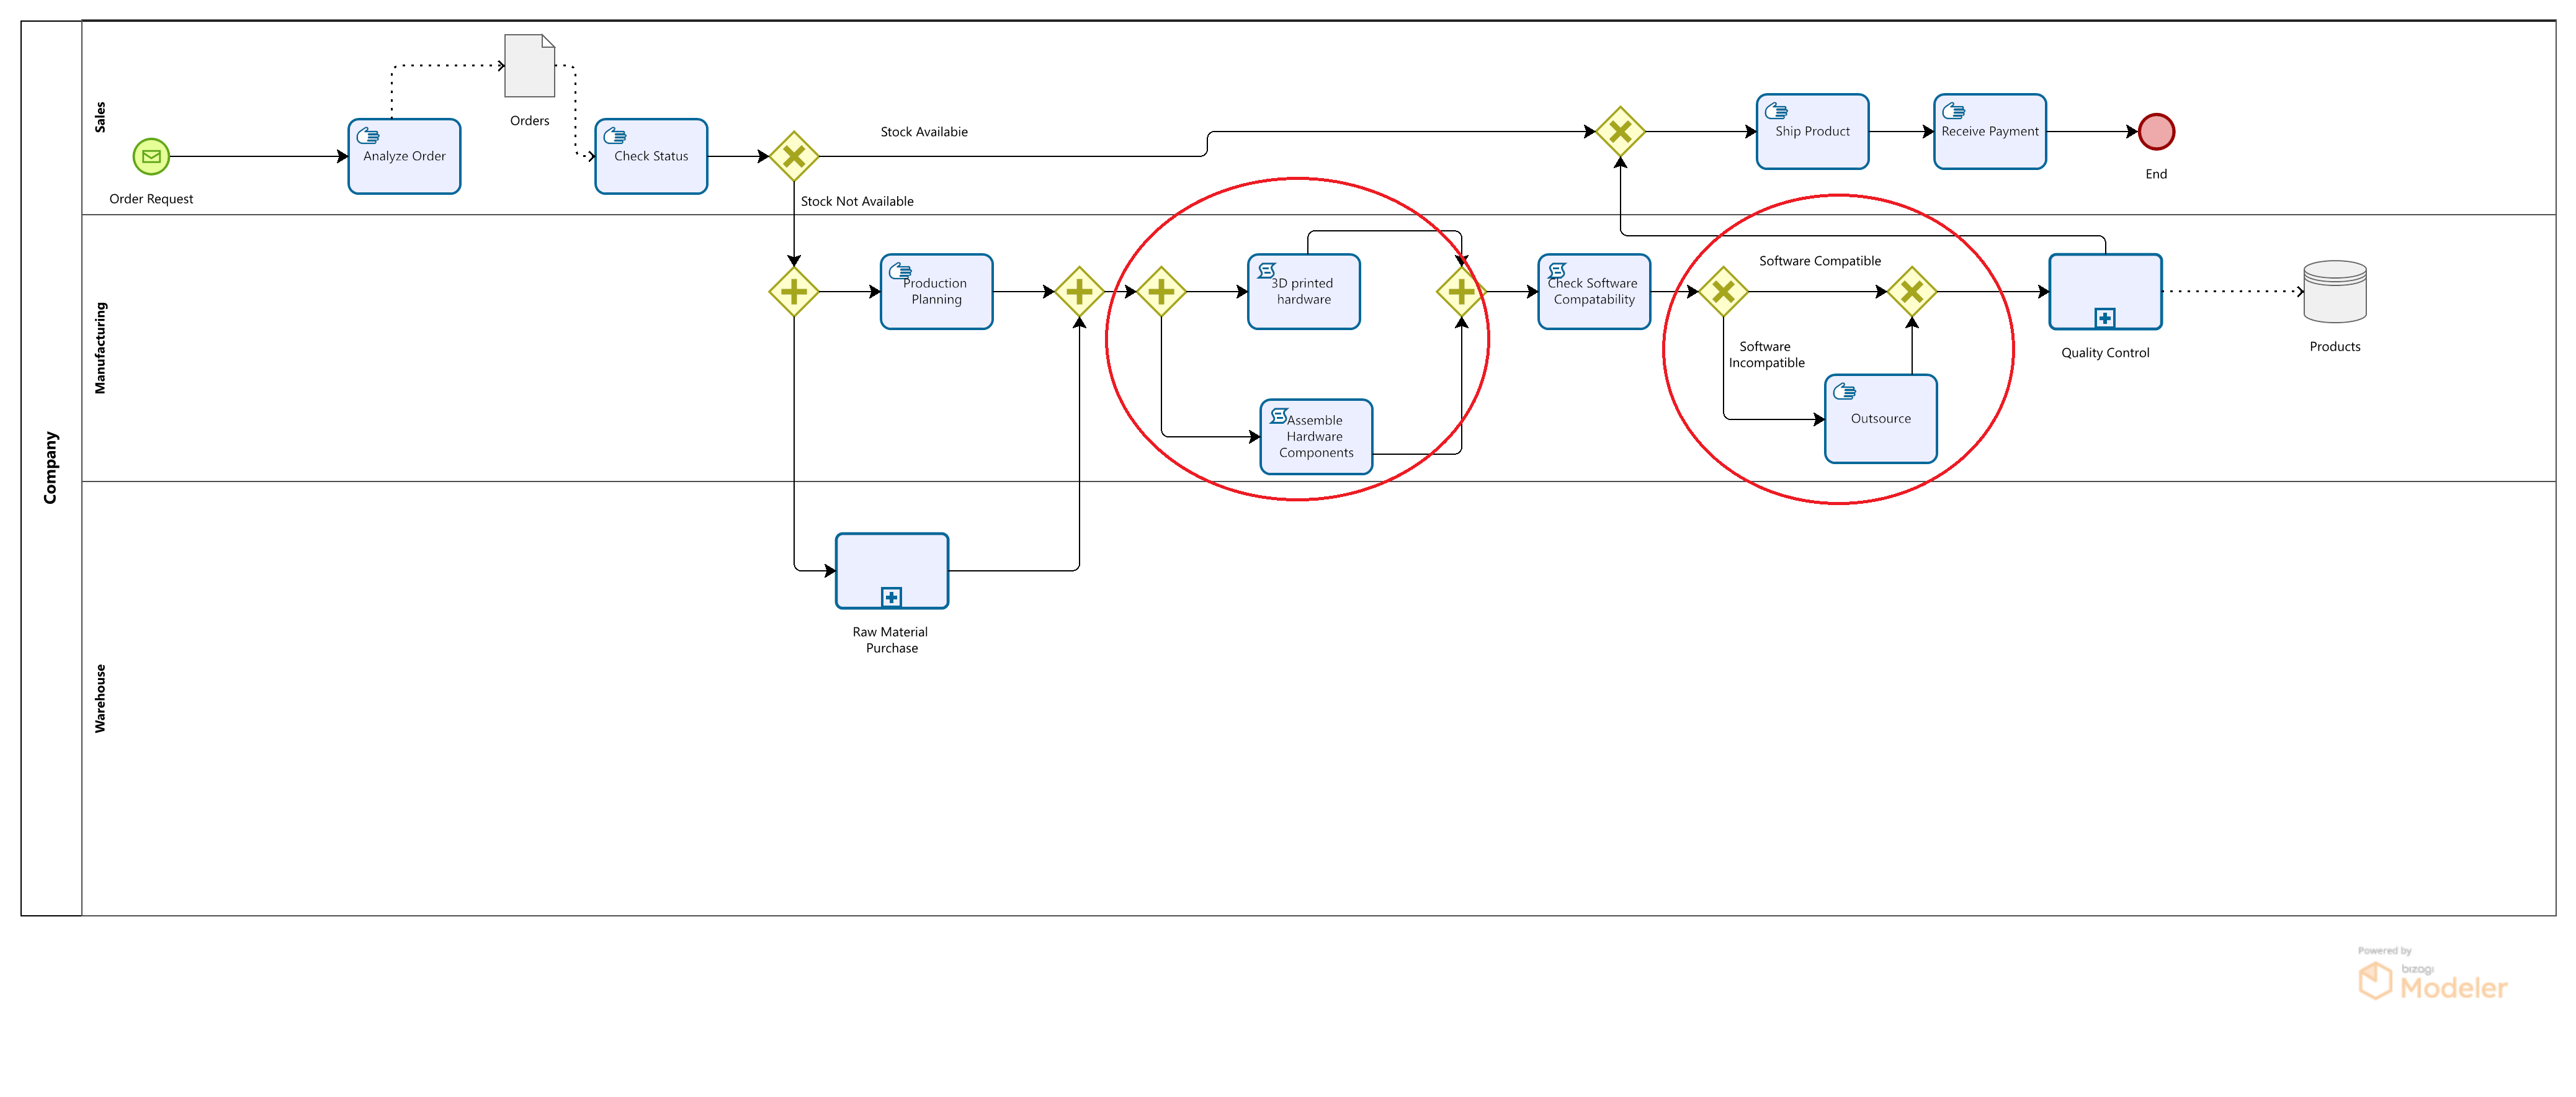 Company
Sales
Orders
Order Request
Analyze Order
Check Status
Stock Availabie
Stock Not Available
Ship Product
Receive Payment
End
Manufacturing
Production
Planning
3D printed
hardware
Assemble
Hardware
Components
Check Software
Compatability
Software Compatible
Software
Incompatible
Outsource
Quality Control
Products
Warehouse
Raw Material
Purchase
Powered by
bizagi
Modeler